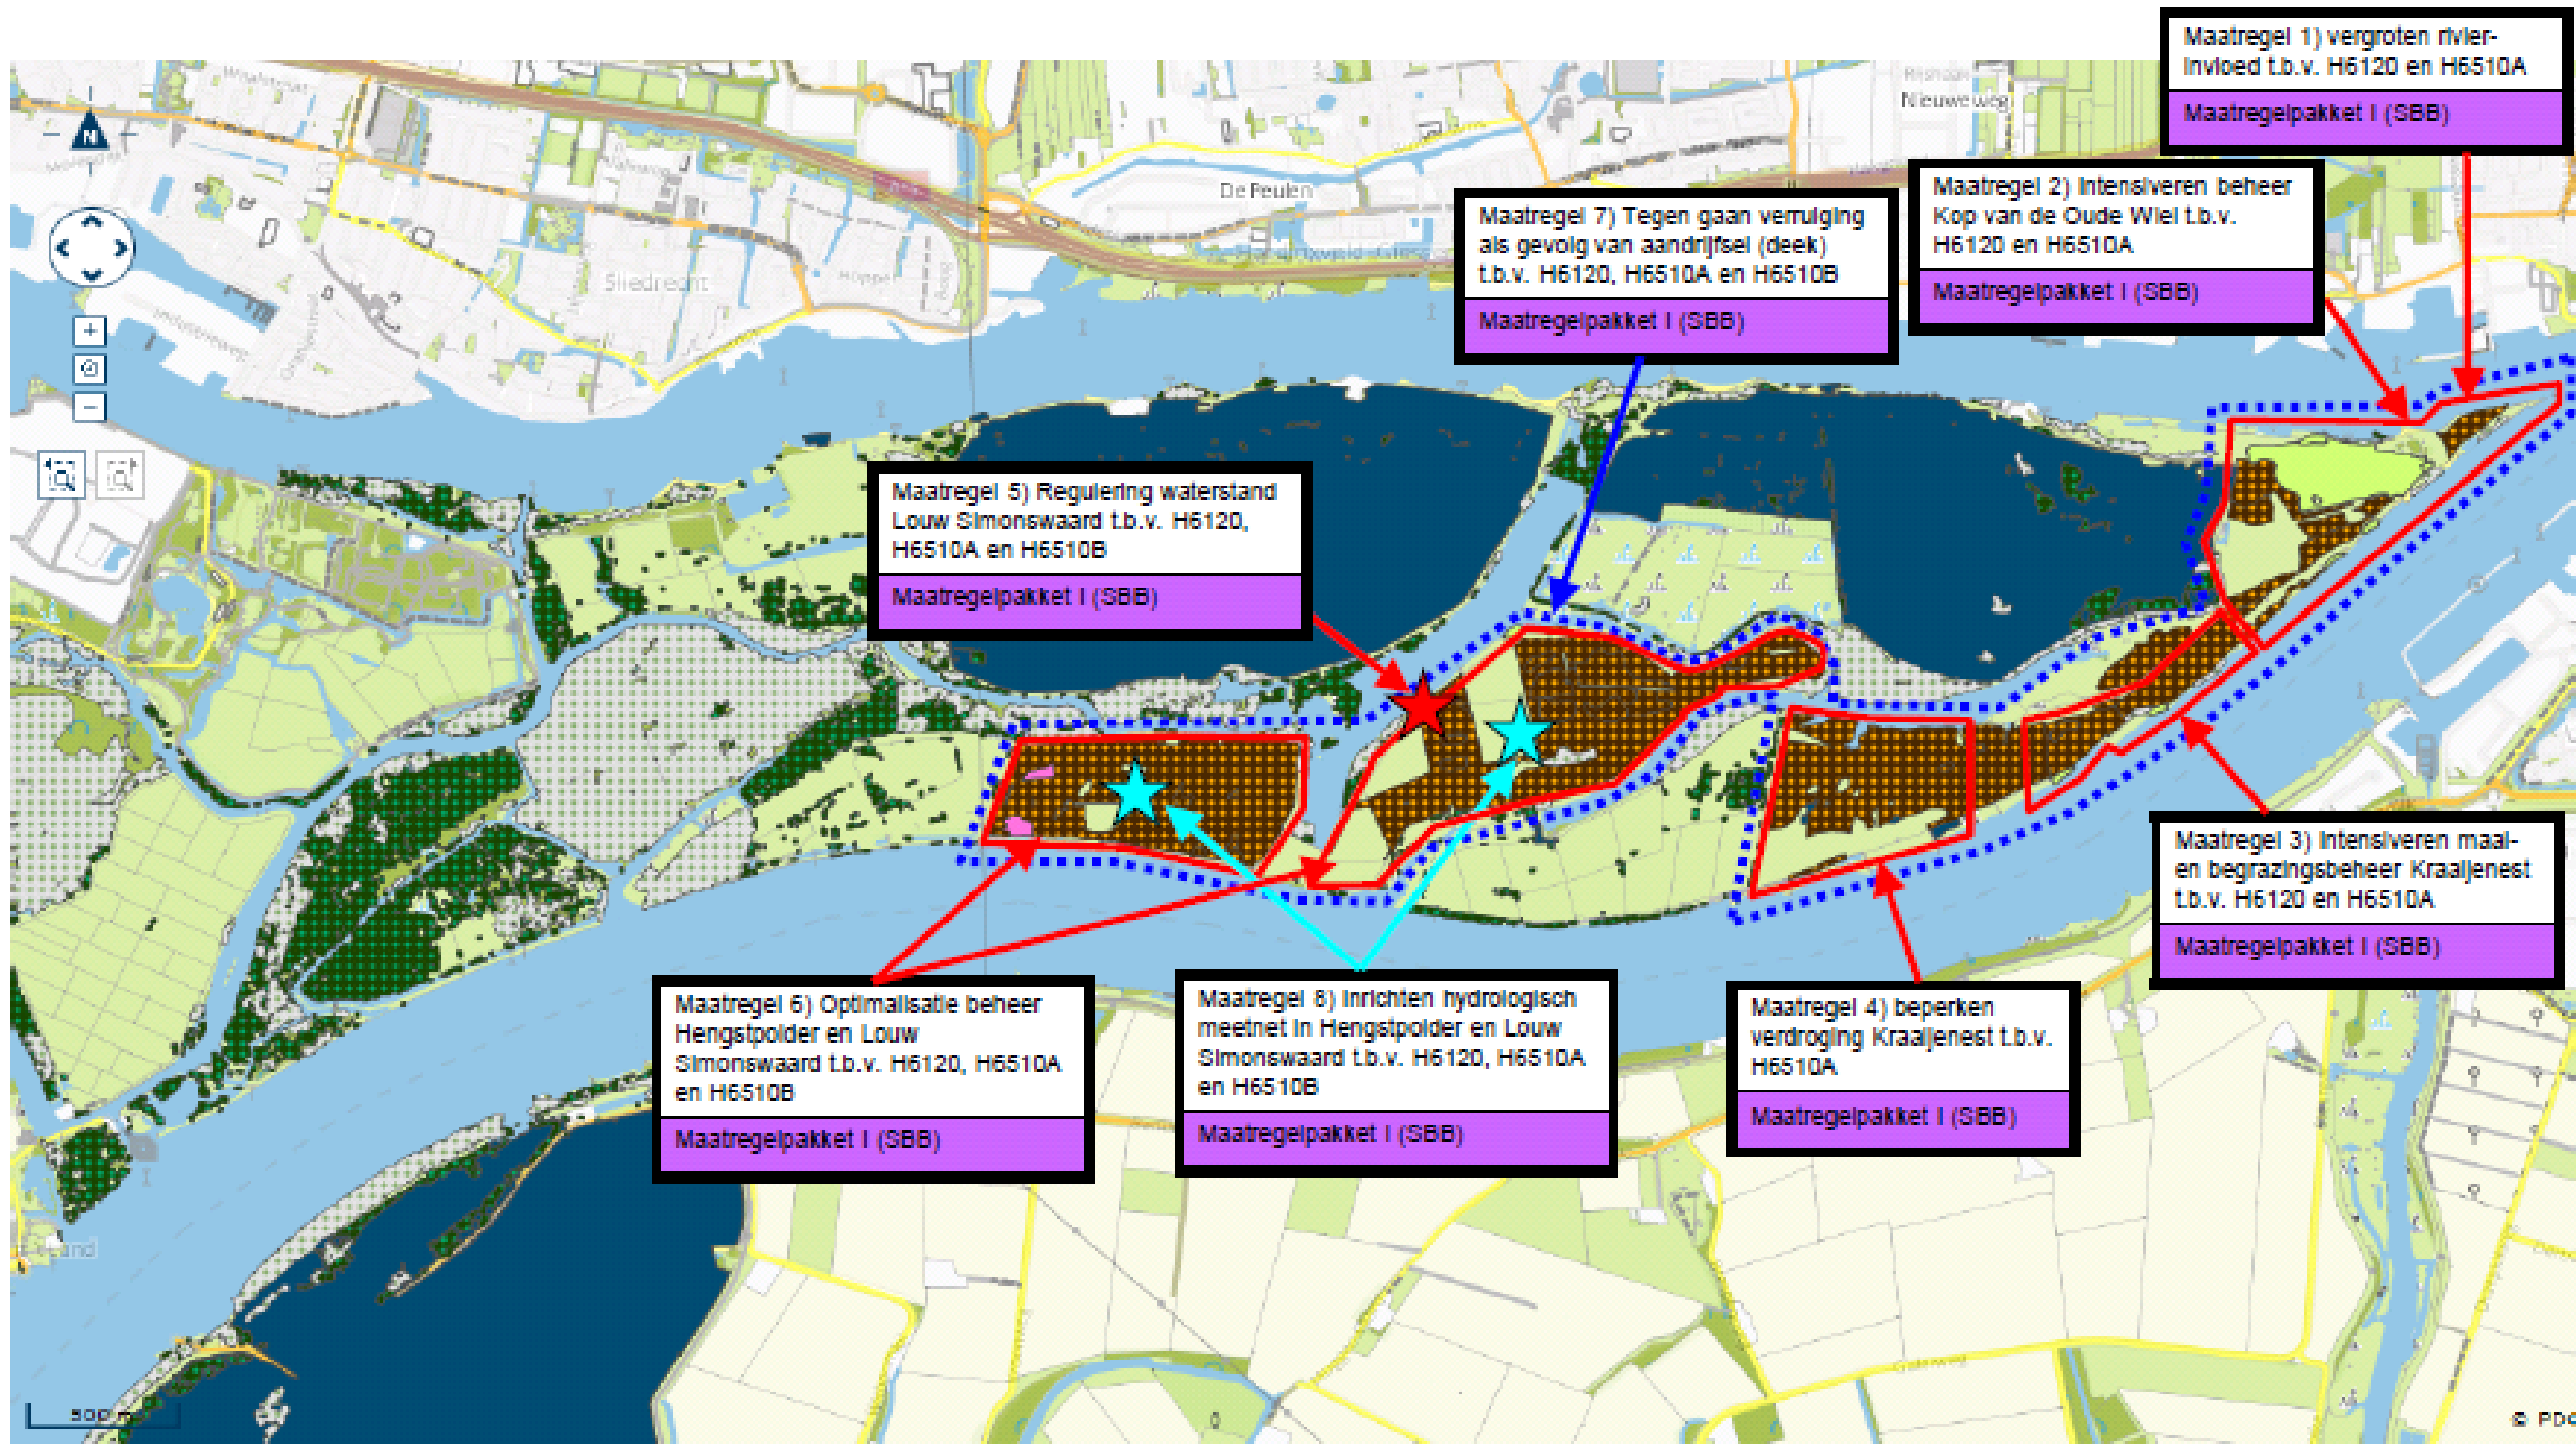 Maatregel 1) vergroten rivier-
invloed t.b.v. H6120 en H6510A
Maatregelpakket I (SBB)
Maatregel 2) Intensiveren beheer
Kop van de Oude Wiel t.b.v.
H6120 en H6510A
Maatregelpakket I (SBB)
Maatregel 7) Tegen gaan verruiging
als gevolg van aandrijfsel (deek)
t.b.v. H6120, H6510A en H6510B
Maatregelpakket I (SBB)
Nieuweweg
De Peulen
Sliedrecht
N
Maatregel 5) Regulering waterstand
Louw Simonswaard t.b.v. H6120,
H6510A en H6510B
Maatregelpakket I (SBB)
Maatregel 3) Intensiveren maai-
en begrazingsbeheer Kraaijenest
t.b.v. H6120 en H6510A
Maatregelpakket I (SBB)
Maatregel 6) Optimalisatie beheer
Hengstpolder en Louw
Simonswaard t.b.v. H6120, H6510A
en H6510B
Maatregelpakket I (SBB)
Maatregel 8) Inrichten hydrologisch
meetnet in Hengstpolder en Louw
Simonswaard t.b.v. H6120, H6510A
en H6510B
Maatregelpakket I (SBB)
Maatregel 4) beperken
verdroging Kraaijenest t.b.v.
H6510A
Maatregelpakket I (SBB)
500 m